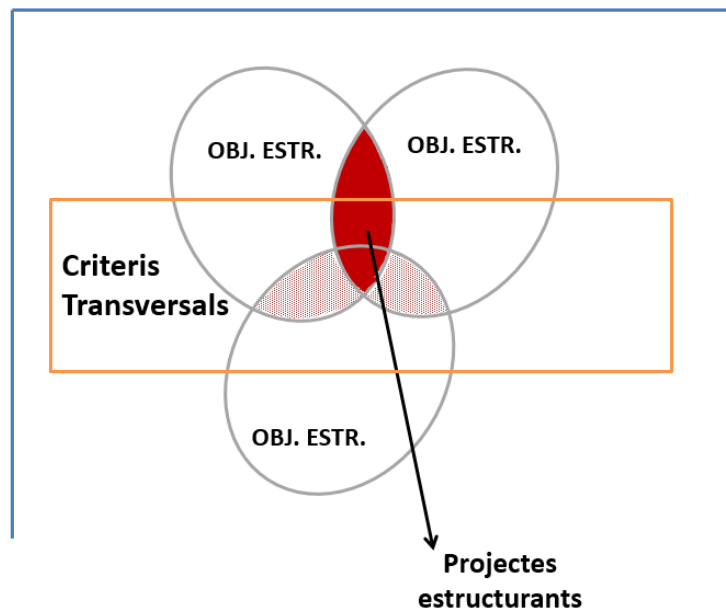 OBJ. ESTR.
OBJ. ESTR.
Criteris
Transversals
OBJ. ESTR.
Projectes
estructurants